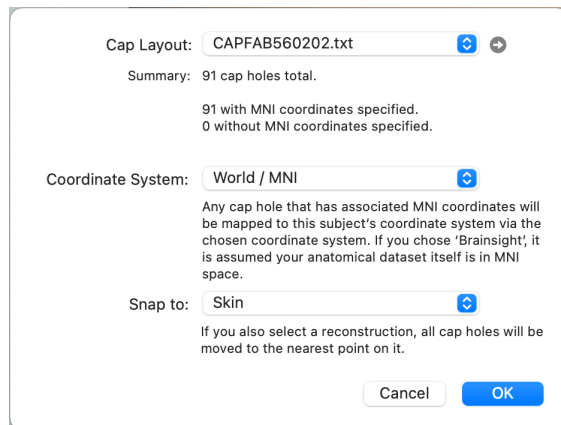 Cap Layout: CAPFAB560202.txt
Summary: 91 cap holes total.
91 with MNI coordinates specified.
0 without MNI coordinates specified.
Coordinate System: World / MNI
Any cap hole that has associated MNI coordinates will
be mapped to this subject's coordinate system via the
chosen coordinate system. If you chose ‘Brainsight’, it
is assumed your anatomical dataset itself is in MNI
space.
Snap to: Skin
If you also select a reconstruction, all cap holes will be
moved to the nearest point on it.
Cancel OK